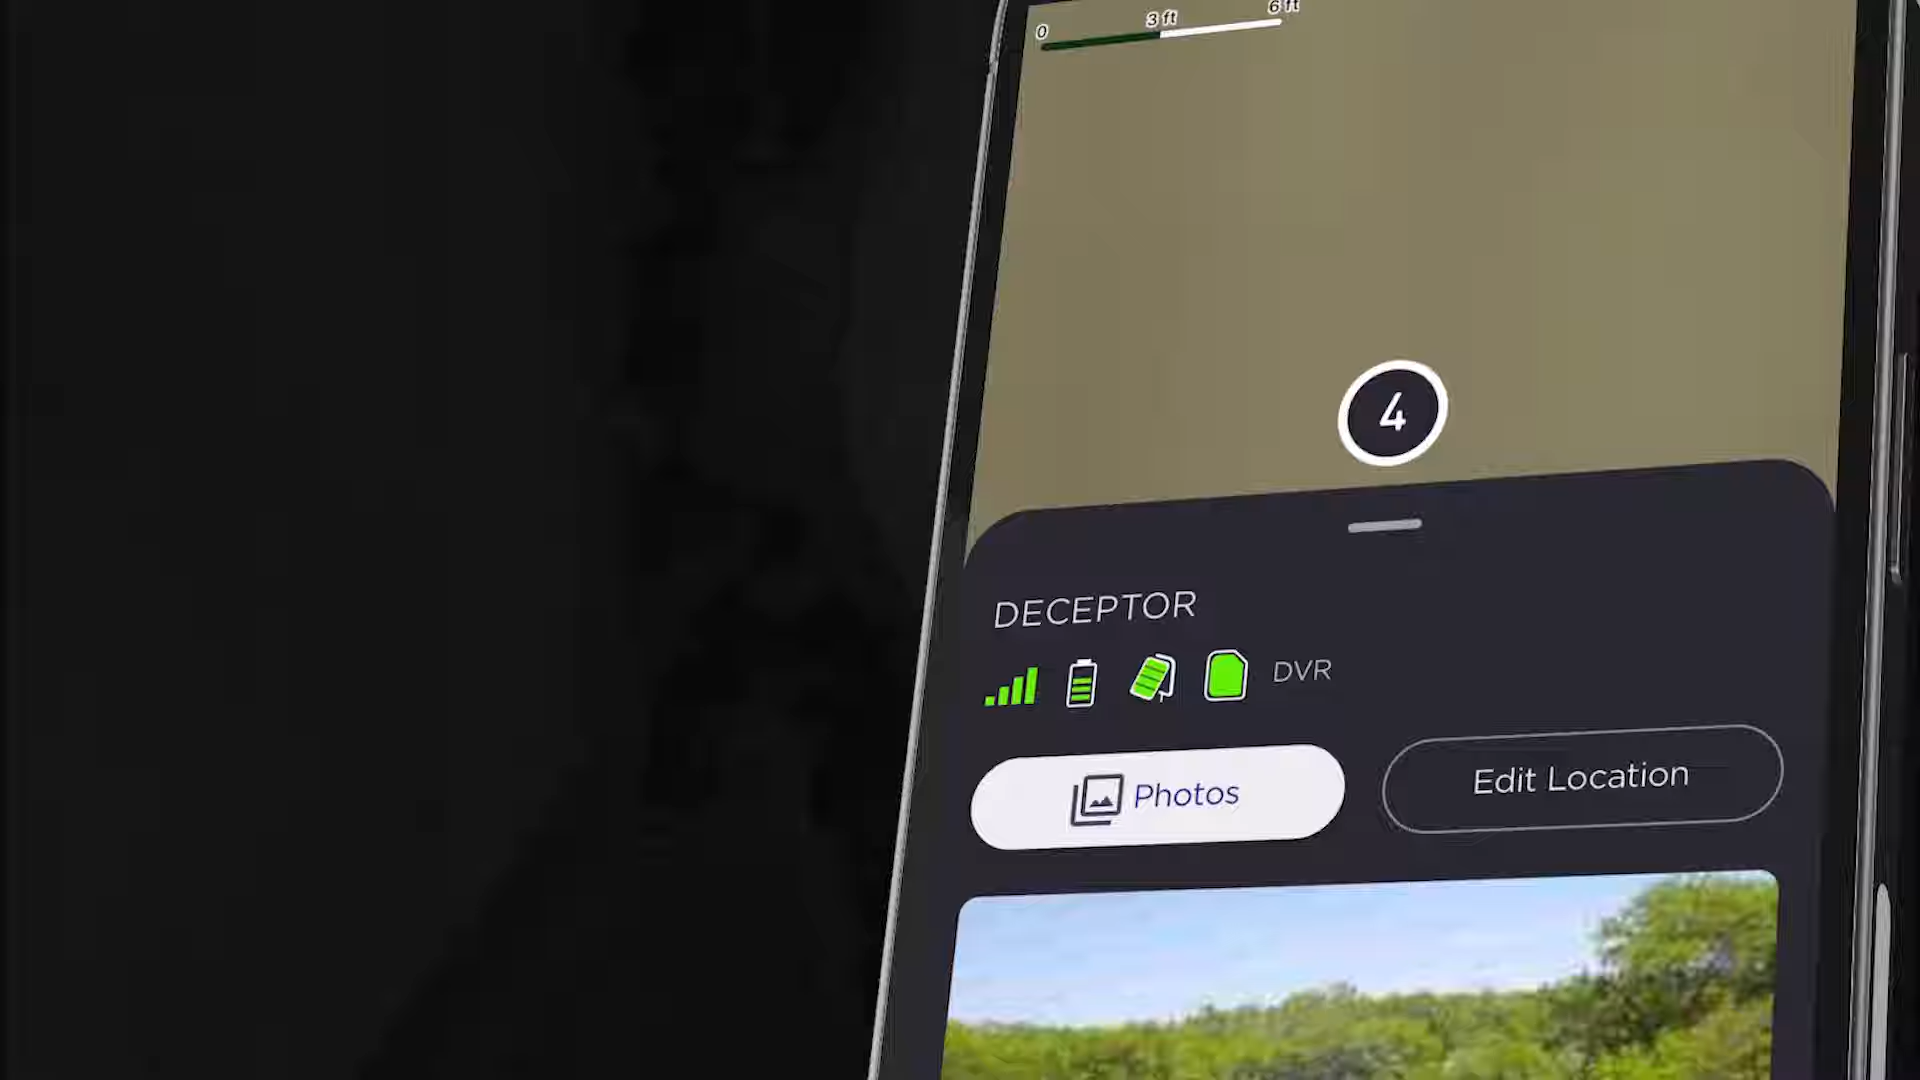 0 3 ft 6 ft
4
DECEPTOR
DVR
Photos
Edit Location